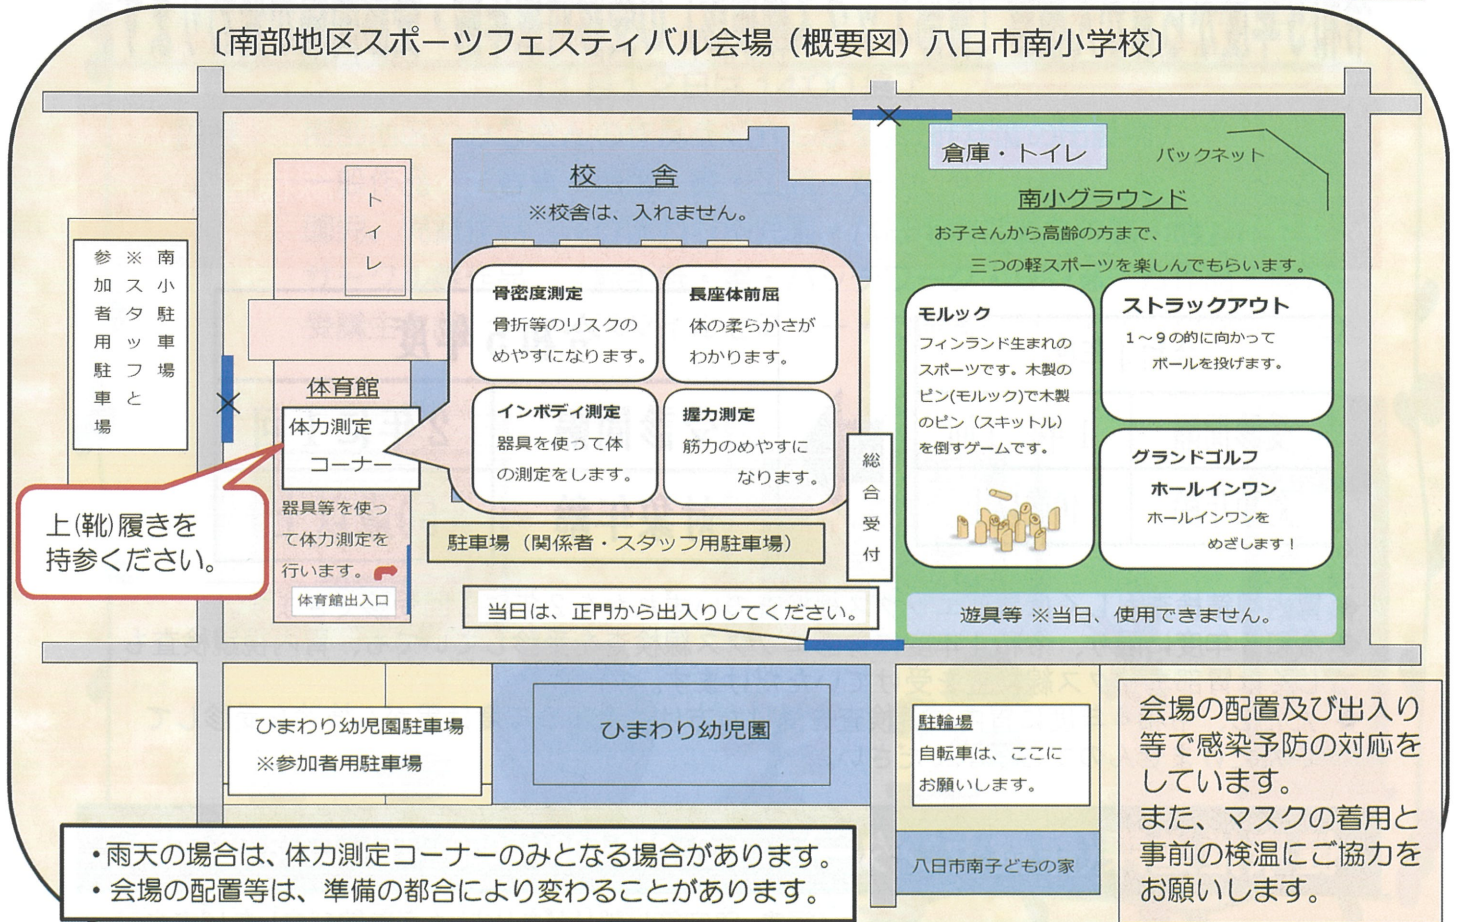 〔南部地区スポーツフェスティバル会場（概要図）八日市南小学校〕
南小駐車場
※スタッフと
参加者用駐車場
トイレ
体育館
体力測定
コーナー
器具等を使っ
て体力測定を
行います。
体育館出入口
上(靴)履きを
持参ください。
校　舎
※校舎は、入れません。
骨密度測定
骨折等のリスクの
めやすになります。
長座体前屈
体の柔らかさが
わかります。
インボディ測定
器具を使って体
の測定をします。
握力測定
筋力のめやすに
なります。
駐車場（関係者・スタッフ用駐車場）
総合受付
当日は、正門から出入りしてください。
倉庫・トイレ
バックネット
南小グラウンド
お子さんから高齢の方まで、
三つの軽スポーツを楽しんでもらいます。
モルック
フィンランド生まれの
スポーツです。木製の
ピン(モルック)で木製
のピン（スキットル）
を倒すゲームです。
ストラックアウト
1～9の的に向かって
ボールを投げます。
グランドゴルフ
ホールインワン
ホールインワンを
めざします！
遊具等 ※当日、使用できません。
ひまわり幼児園駐車場
※参加者用駐車場
ひまわり幼児園
駐輪場
自転車は、ここに
お願いします。
八日市南子どもの家
会場の配置及び出入り
等で感染予防の対応を
しています。
また、マスクの着用と
事前の検温にご協力を
お願いします。
・雨天の場合は、体力測定コーナーのみとなる場合があります。
・会場の配置等は、準備の都合により変わることがあります。